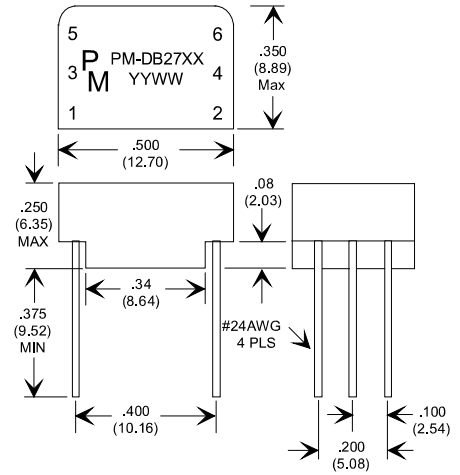 5 6
.350
(8.89)
Max
P
M
PM-DB27XX
YYWW
3 4
1 2
.500
(12.70)
.250
(6.35)
MAX
.08
(2.03)
.34
(8.64)
.375
(9.52)
MIN
#24AWG
4 PLS
.400
(10.16)
.100
(2.54)
.200
(5.08)